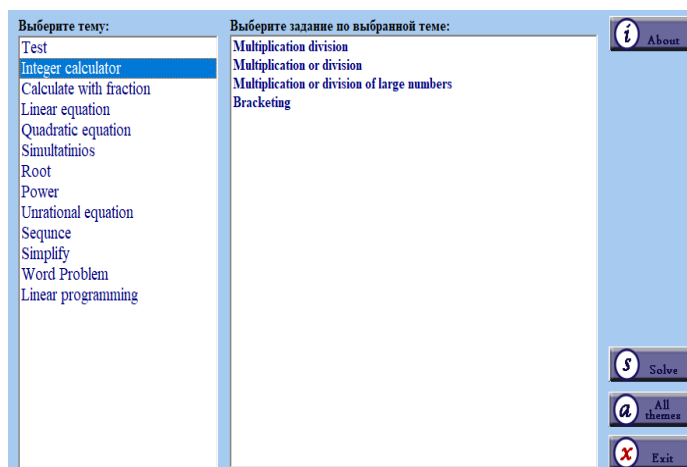 Выберите тему:
Test
Integer calculator
Calculate with fraction
Linear equation
Quadratic equation
Simultatinios
Root
Power
Unrational equation
Sequnce
Simplify
Word Problem
Linear programming
Выберите задание по выбранной теме:
Multiplication division
Multiplication or division
Multiplication or division of large numbers
Bracketing
i About
s Solve
a All
themes
x Exit